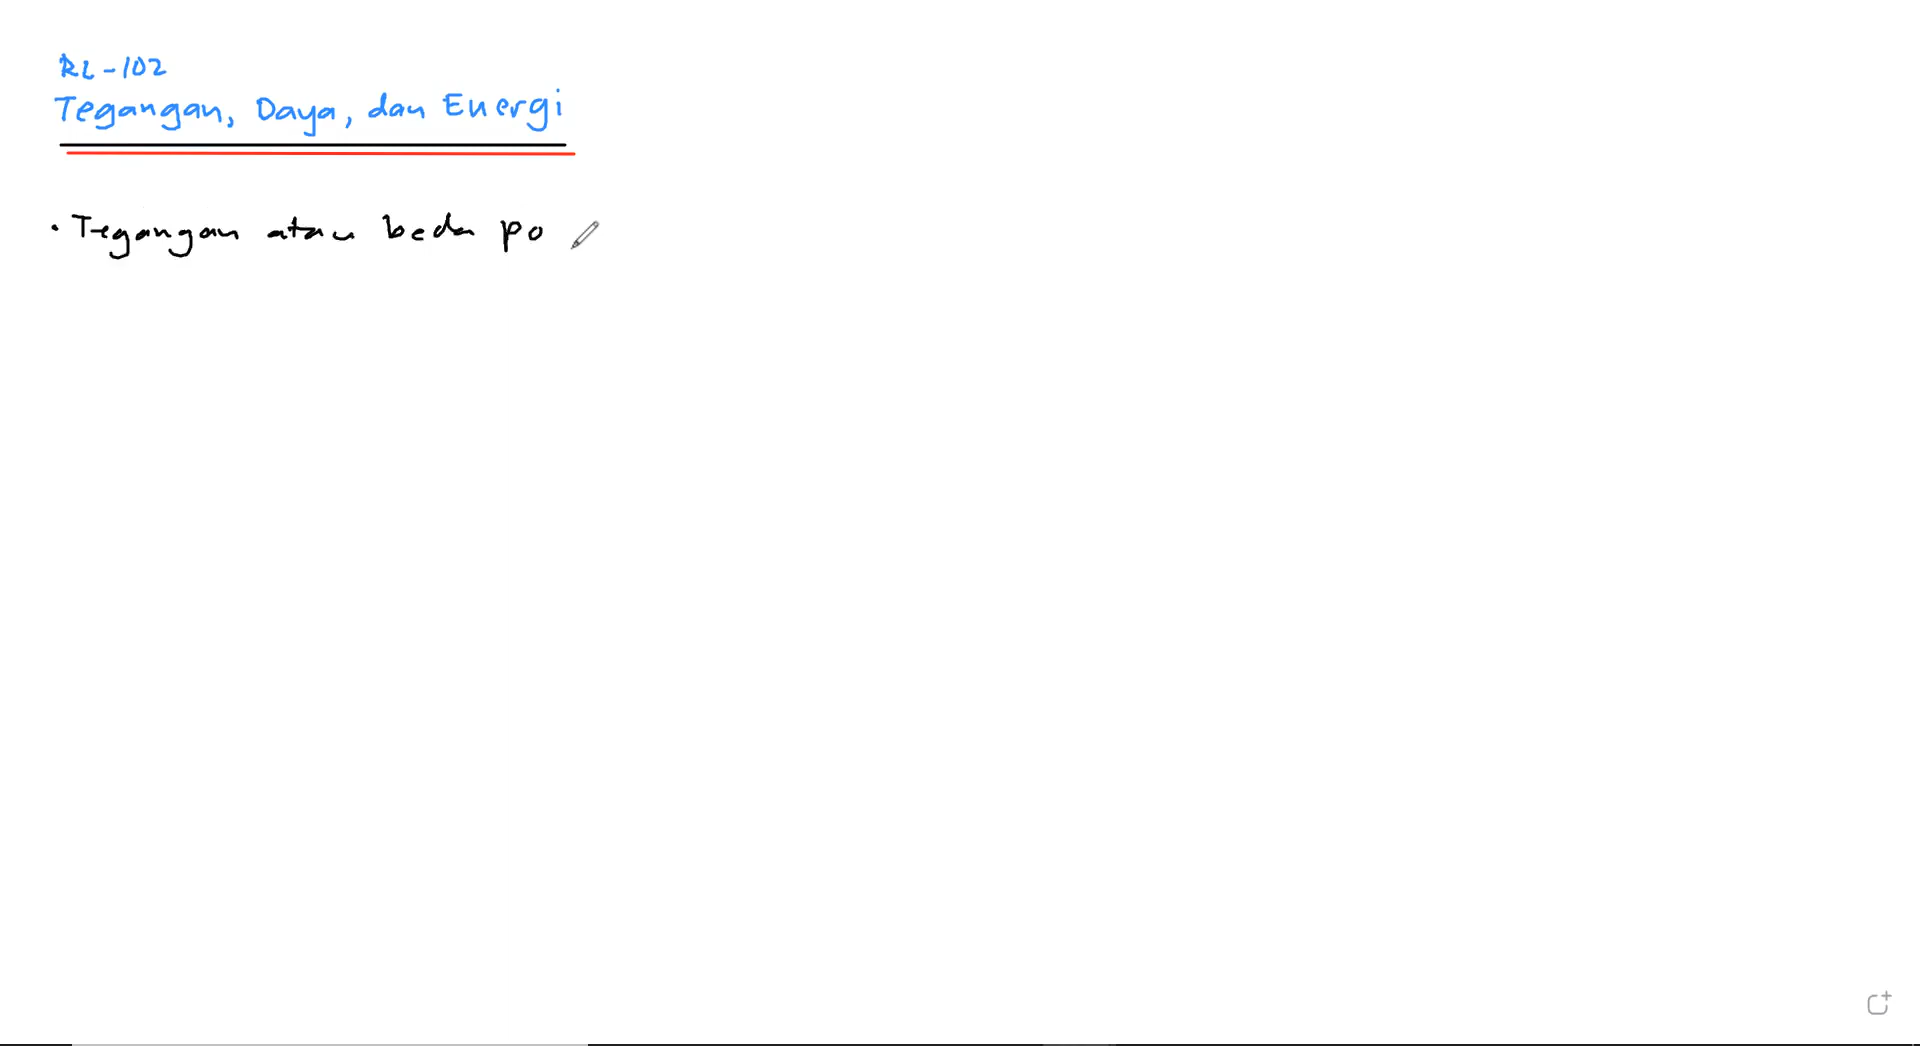 RL-102
Tegangan, Daya, dan Energi
· Tegangan atau beda po